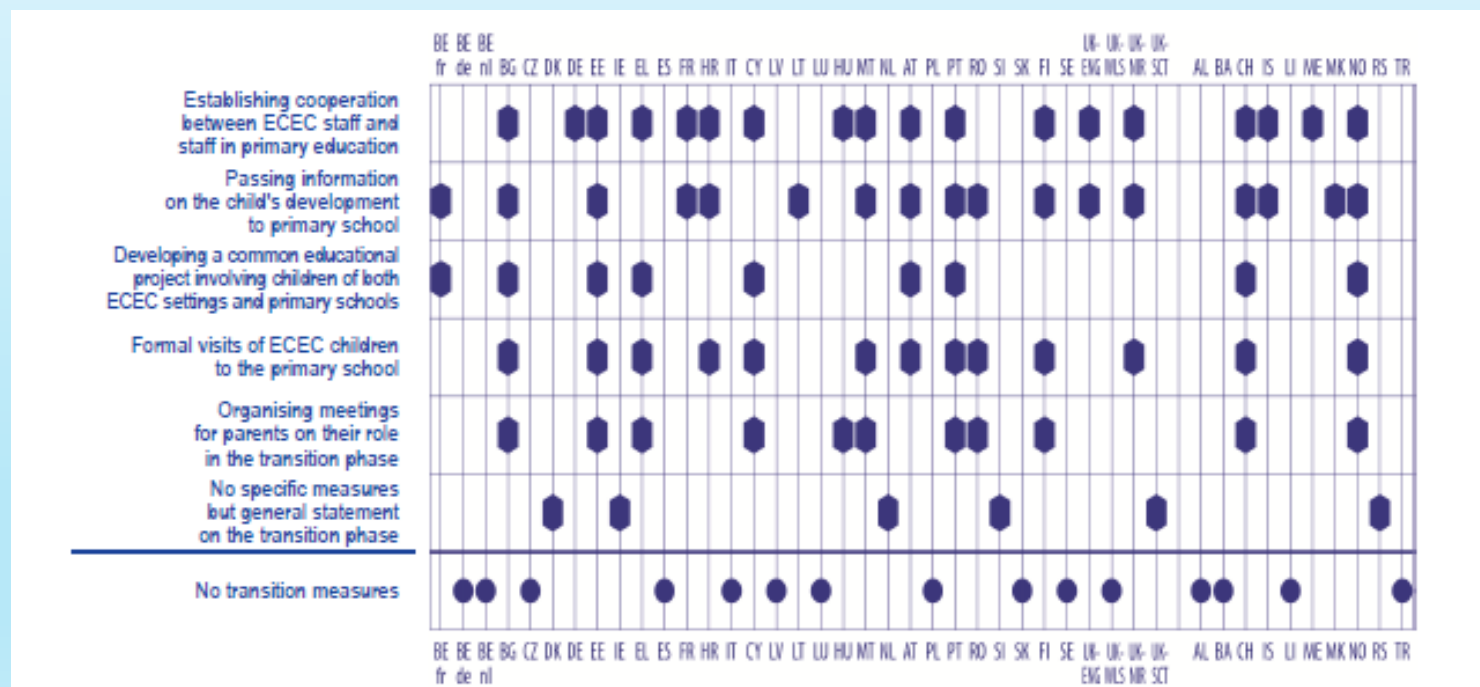 BE BE BE UK- UK- UK- UK-
fr de nl BG CZ DK DE EE IE EL ES FR HR IT CY LV LT LU HU MT NL AT PL PT RO SI SK FI SE ENG WLS NIR SCT AL BA CH IS LI ME MK NO RS TR
Establishing cooperation
between ECEC staff and
staff in primary education
Passing information
on the child's development
to primary school
Developing a common educational
project involving children of both
ECEC settings and primary schools
Formal visits of ECEC children
to the primary school
Organising meetings
for parents on their role
in the transition phase
No specific measures
but general statement
on the transition phase
No transition measures
BE BE BE BG CZ DK DE EE IE EL ES FR HR IT CY LV LT LU HU MT NL AT PL PT RO SI SK FI SE UK- UK- UK- UK- AL BA CH IS LI ME MK NO RS TR
fr de nl ENG WLS NIR SCT